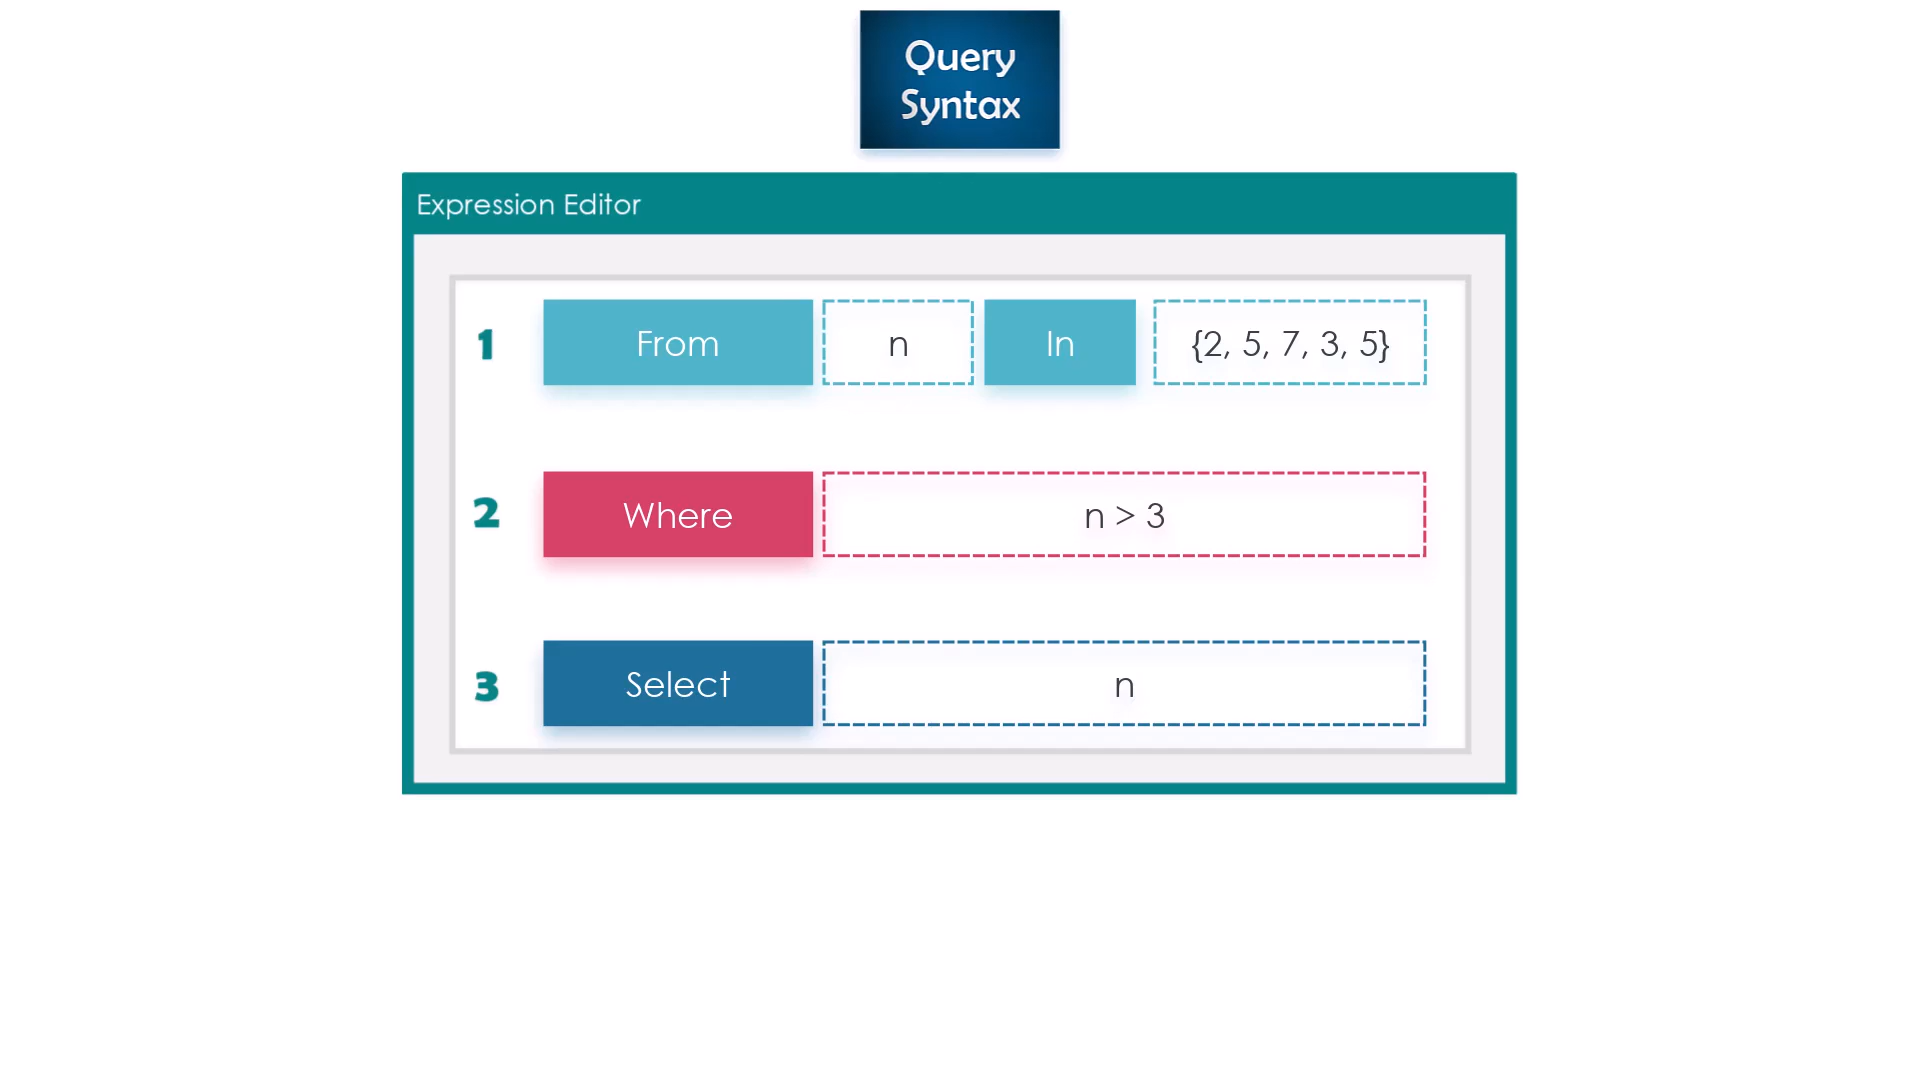 Query
Syntax
Expression Editor
1 From n In {2, 5, 7, 3, 5}
2 Where n > 3
3 Select n